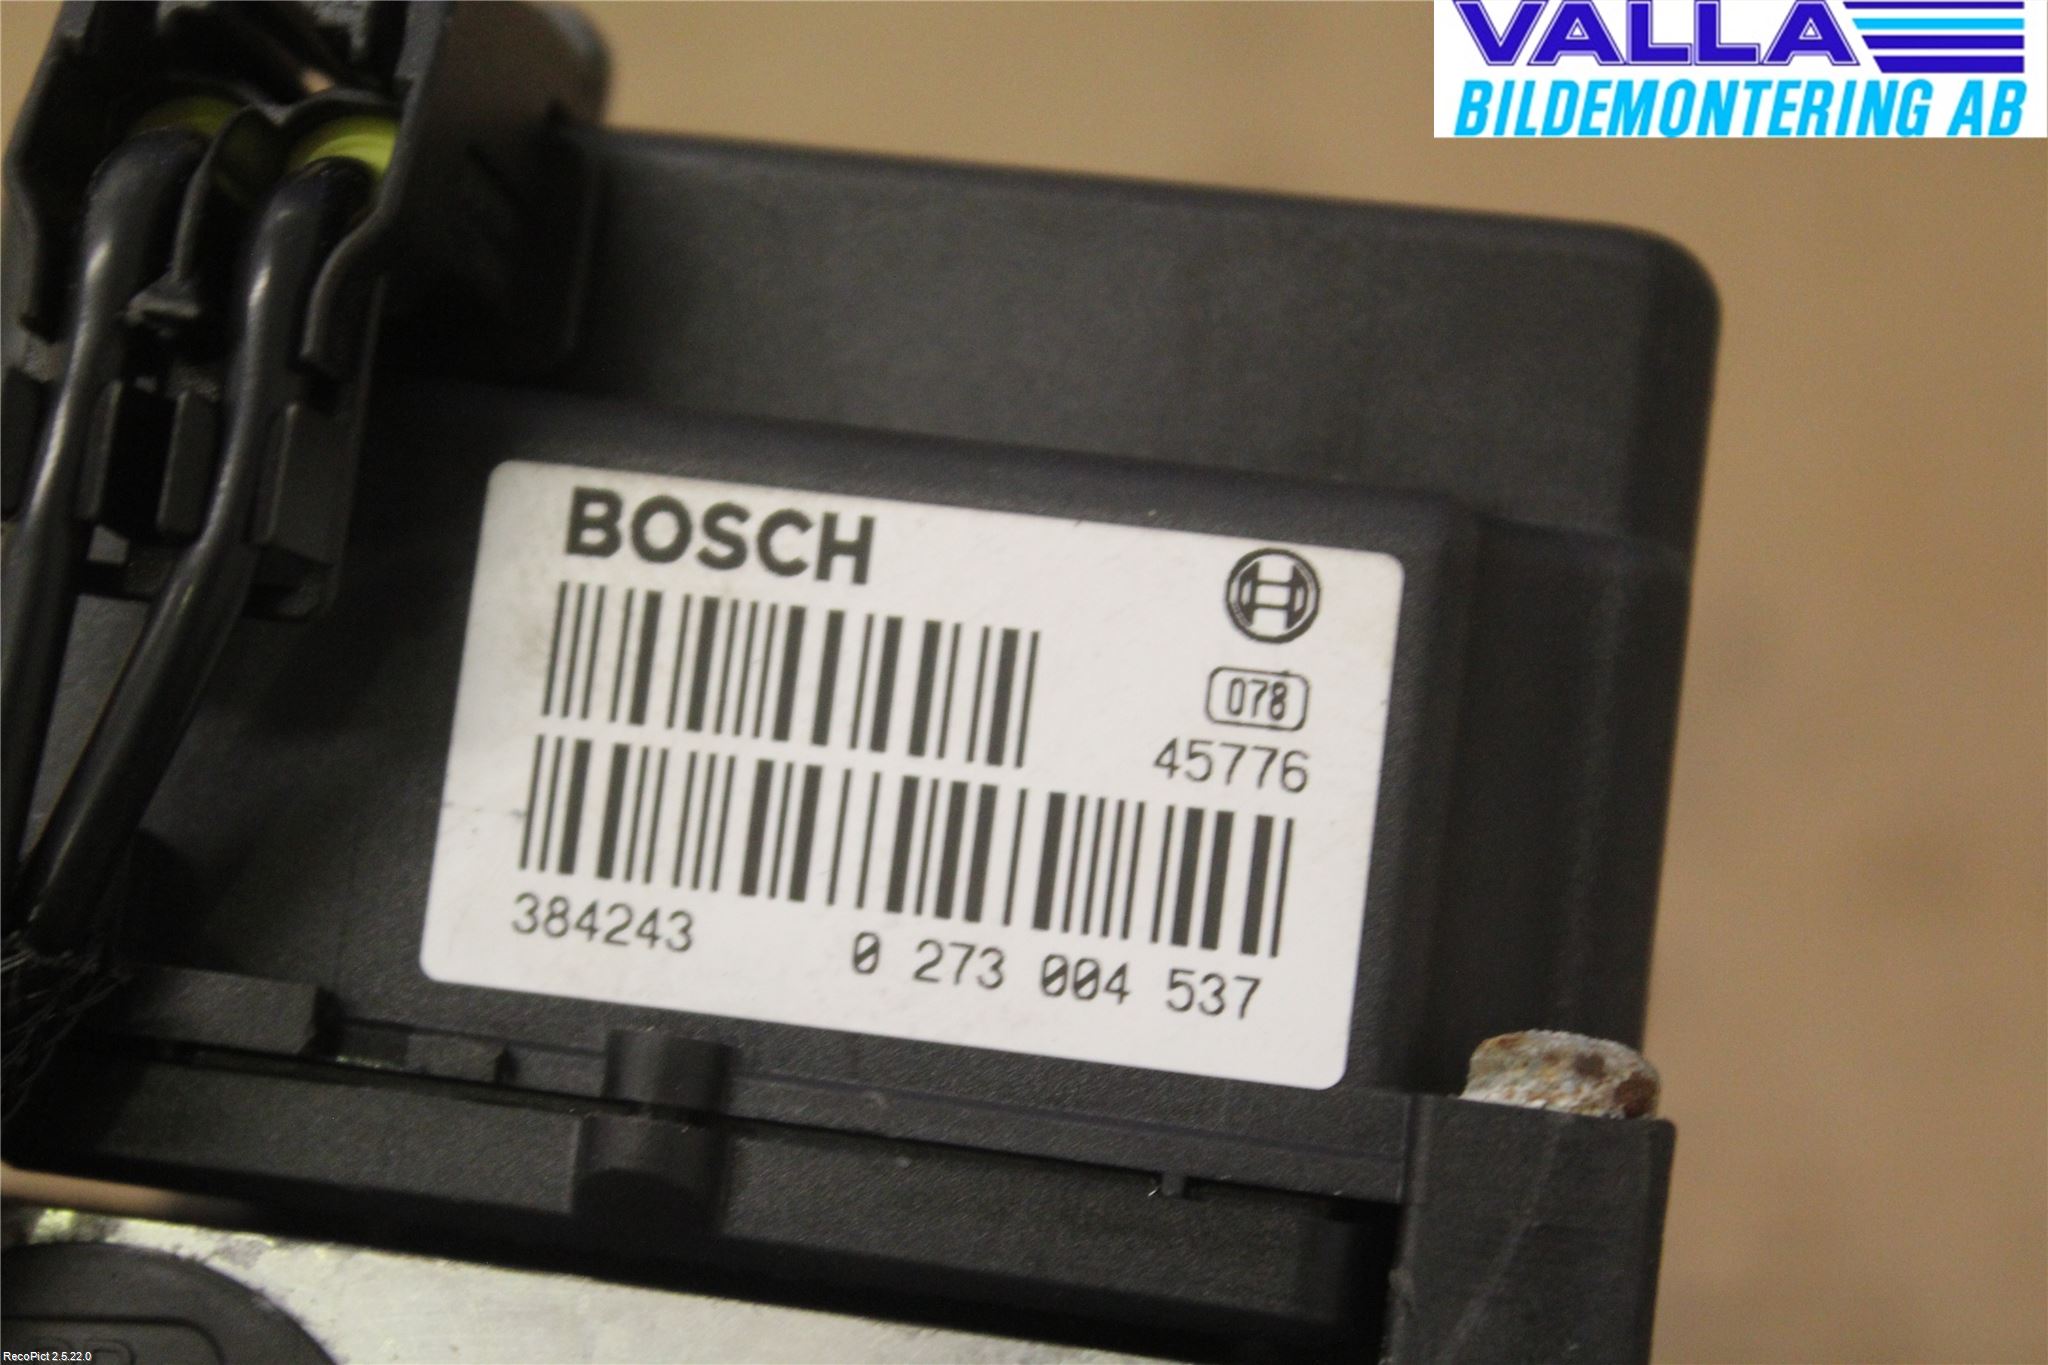 VALLA
BILDEMONTERING AB
BOSCH
078
45776
384243 0 273 004 537
RecoPict 2.5.22.0